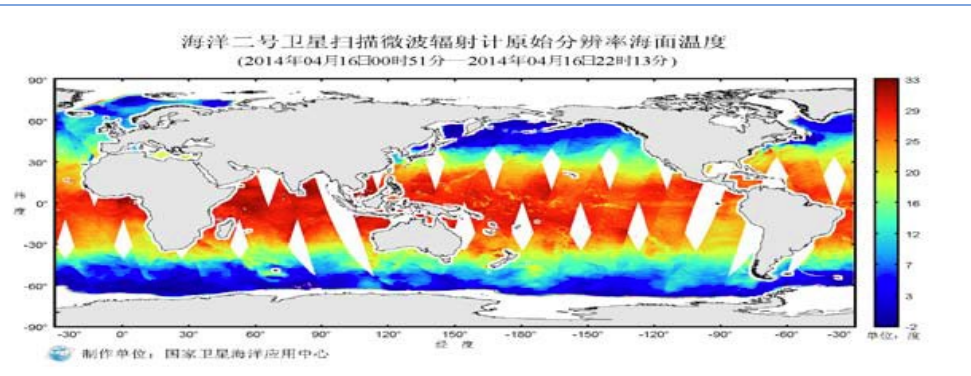 海洋二号卫星扫描微波辐射计原始分辨率海面温度
(2014年04月16日00时51分—2014年04月16日22时13分)
90°
60°
30°
0°
-30°
-60°
-90°
纬度
-30° 0° 30° 60° 90° 120° 150° -180° -150° -120° -90° -60° -30°
经 度
33
29
25
20
16
12
7
3
-2
单位：度
制作单位：国家卫星海洋应用中心